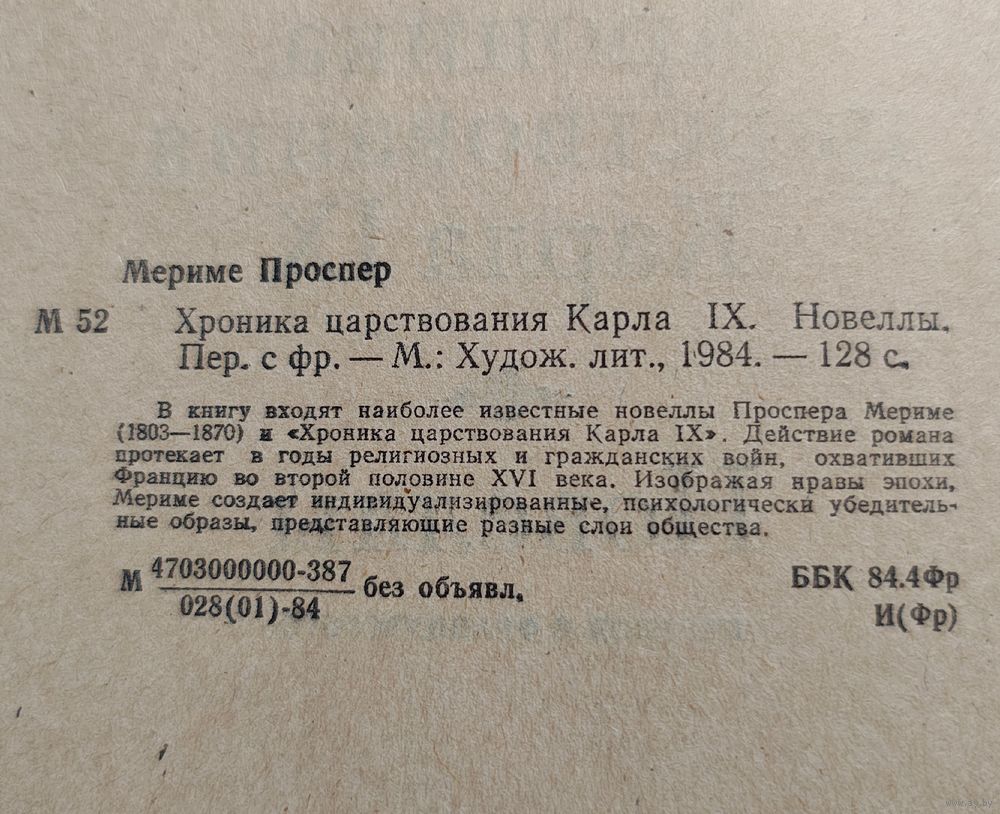 Мериме Проспер
М 52 Хроника царствования Карла IX. Новеллы.
Пер. с фр. — М.: Худож. лит., 1984. — 128 с.
В книгу входят наиболее известные новеллы Проспера Мериме
(1803—1870) и «Хроника царствования Карла IX». Действие романа
протекает в годы религиозных и гражданских войн, охвативших
Францию во второй половине XVI века. Изображая нравы эпохи,
Мериме создает индивидуализированные, психологически убедитель-
ные образы, представляющие разные слои общества.
М 4703000000-387 без объявл.
028(01)-84
ББК 84.4Фр
И(Фр)
www.ay.by